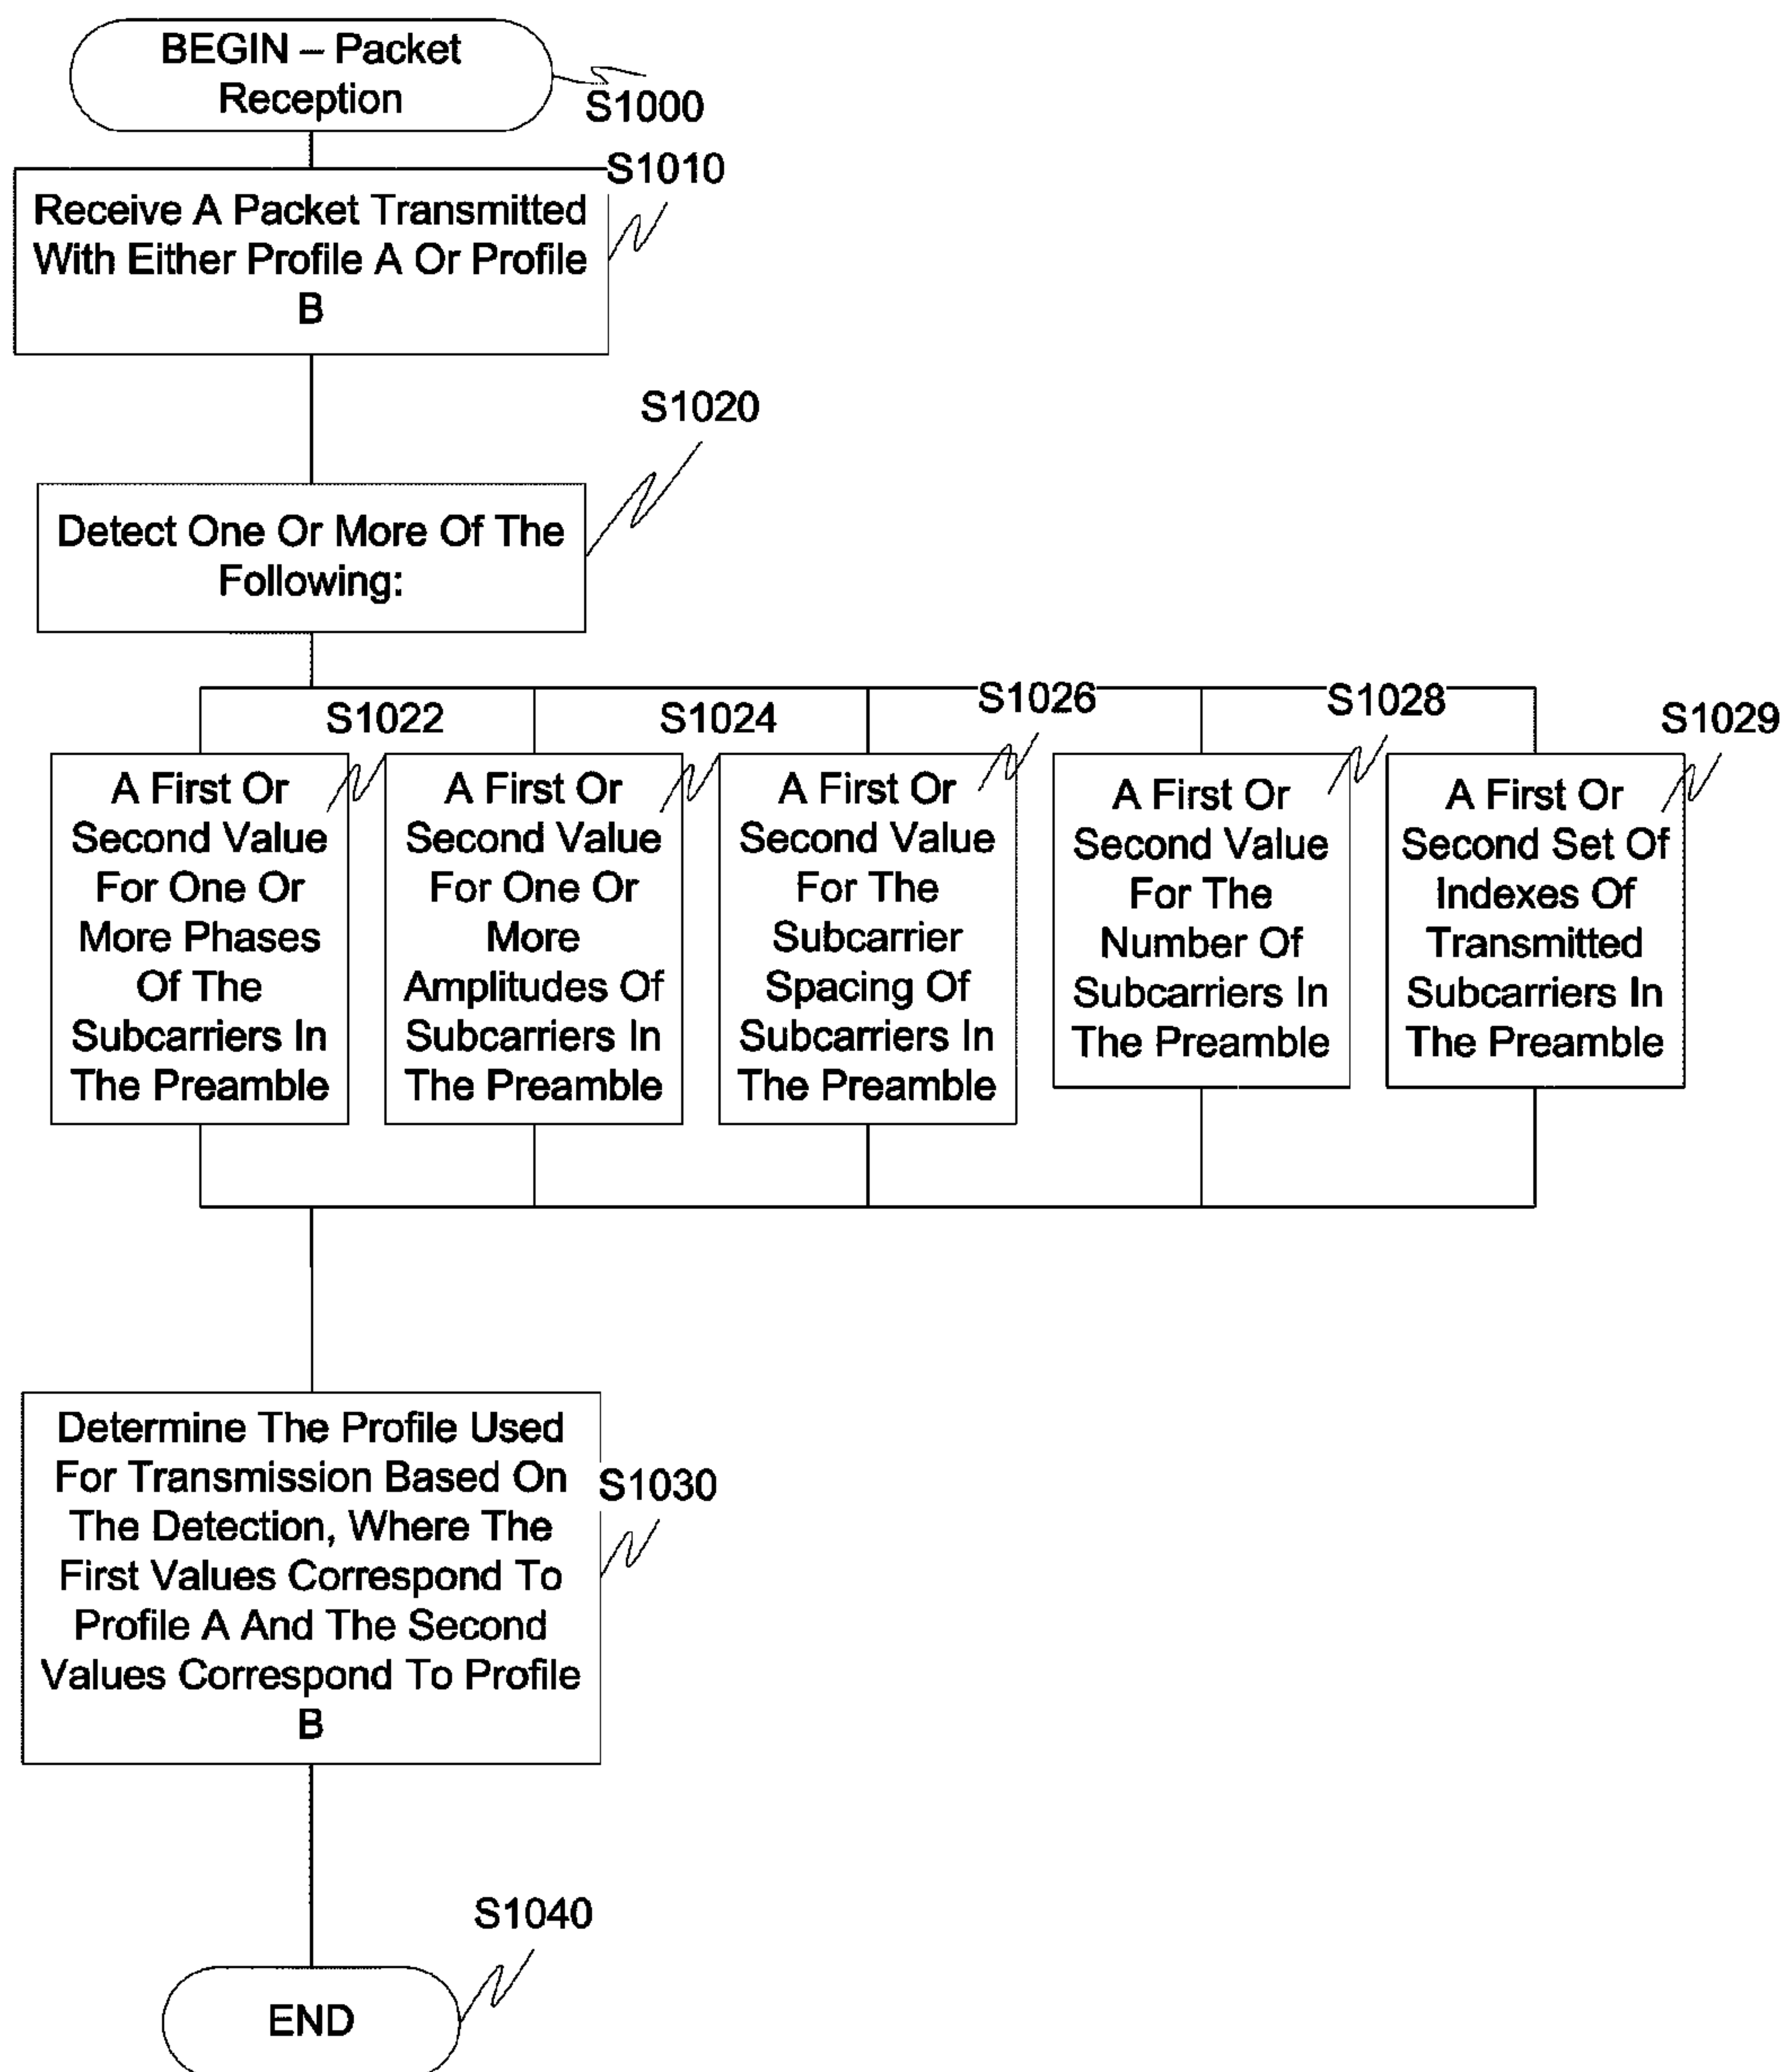 BEGIN – Packet
Reception
S1000
S1010
Receive A Packet Transmitted
With Either Profile A Or Profile
B
S1020
Detect One Or More Of The
Following:
S1022
S1024
S1026
S1028
S1029
A First Or
Second Value
For One Or
More Phases
Of The
Subcarriers In
The Preamble
A First Or
Second Value
For One Or
More
Amplitudes Of
Subcarriers In
The Preamble
A First Or
Second Value
For The
Subcarrier
Spacing Of
Subcarriers In
The Preamble
A First Or
Second Value
For The
Number Of
Subcarriers In
The Preamble
A First Or
Second Set Of
Indexes Of
Transmitted
Subcarriers In
The Preamble
Determine The Profile Used
For Transmission Based On
The Detection, Where The
First Values Correspond To
Profile A And The Second
Values Correspond To Profile
B
S1030
S1040
END